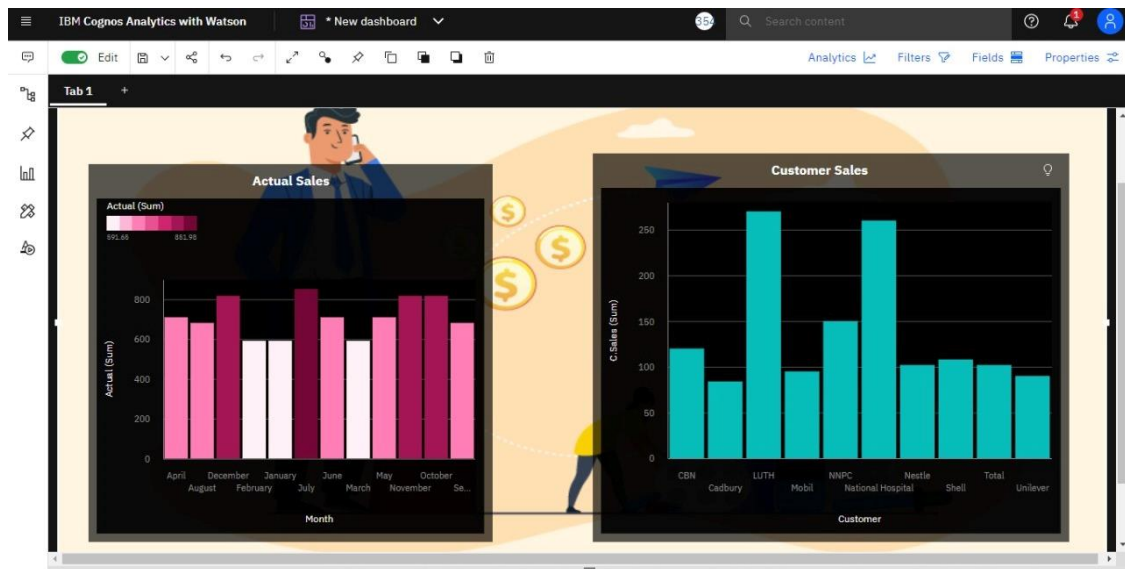 IBM Cognos Analytics with Watson
* New dashboard
354
Search content
1
Edit
Analytics
Filters
Fields
Properties
Tab 1
+
Actual Sales
Actual (Sum)
591.65 851.98
800
600
400
200
0
Actual (Sum)
April December January June May October
August February July March November Se...
Month
Customer Sales
250
200
150
100
50
0
C.Sales (Sum)
CBN LUTH NNPC Nestle Total
Cadbury Mobil National Hospital Shell Unilever
Customer